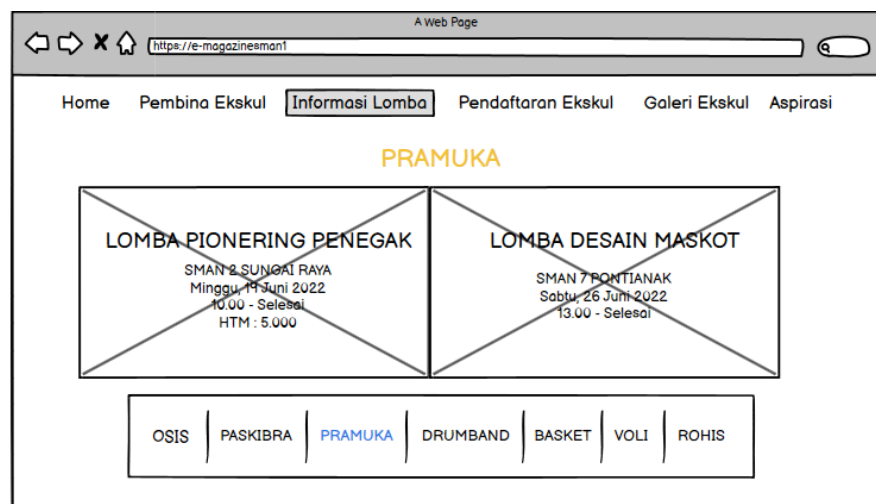 A Web Page
https://e-magazinesman1
Home Pembina Ekskul Informasi Lomba Pendaftaran Ekskul Galeri Ekskul Aspirasi
PRAMUKA
LOMBA PIONERING PENEGAK
SMAN 2 SUNGAI RAYA
Minggu, 19 Juni 2022
10.00 - Selesai
HTM : 5.000
LOMBA DESAIN MASKOT
SMAN 7 PONTIANAK
Sabtu, 26 Juni 2022
13.00 - Selesai
OSIS PASKIBRA PRAMUKA DRUMBAND BASKET VOLI ROHIS